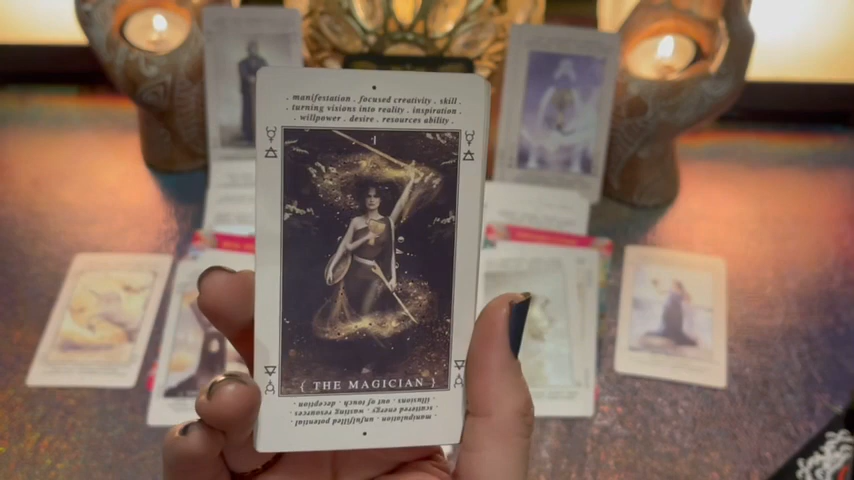 . manifestation . focused creativity . skill .
. turning visions into reality . inspiration .
. willpower . desire . resources ability .
I
( THE MAGICIAN )
. manipulation . unfulfilled potential
scattered energy . wasting resources .
illusions . out of touch . deception .